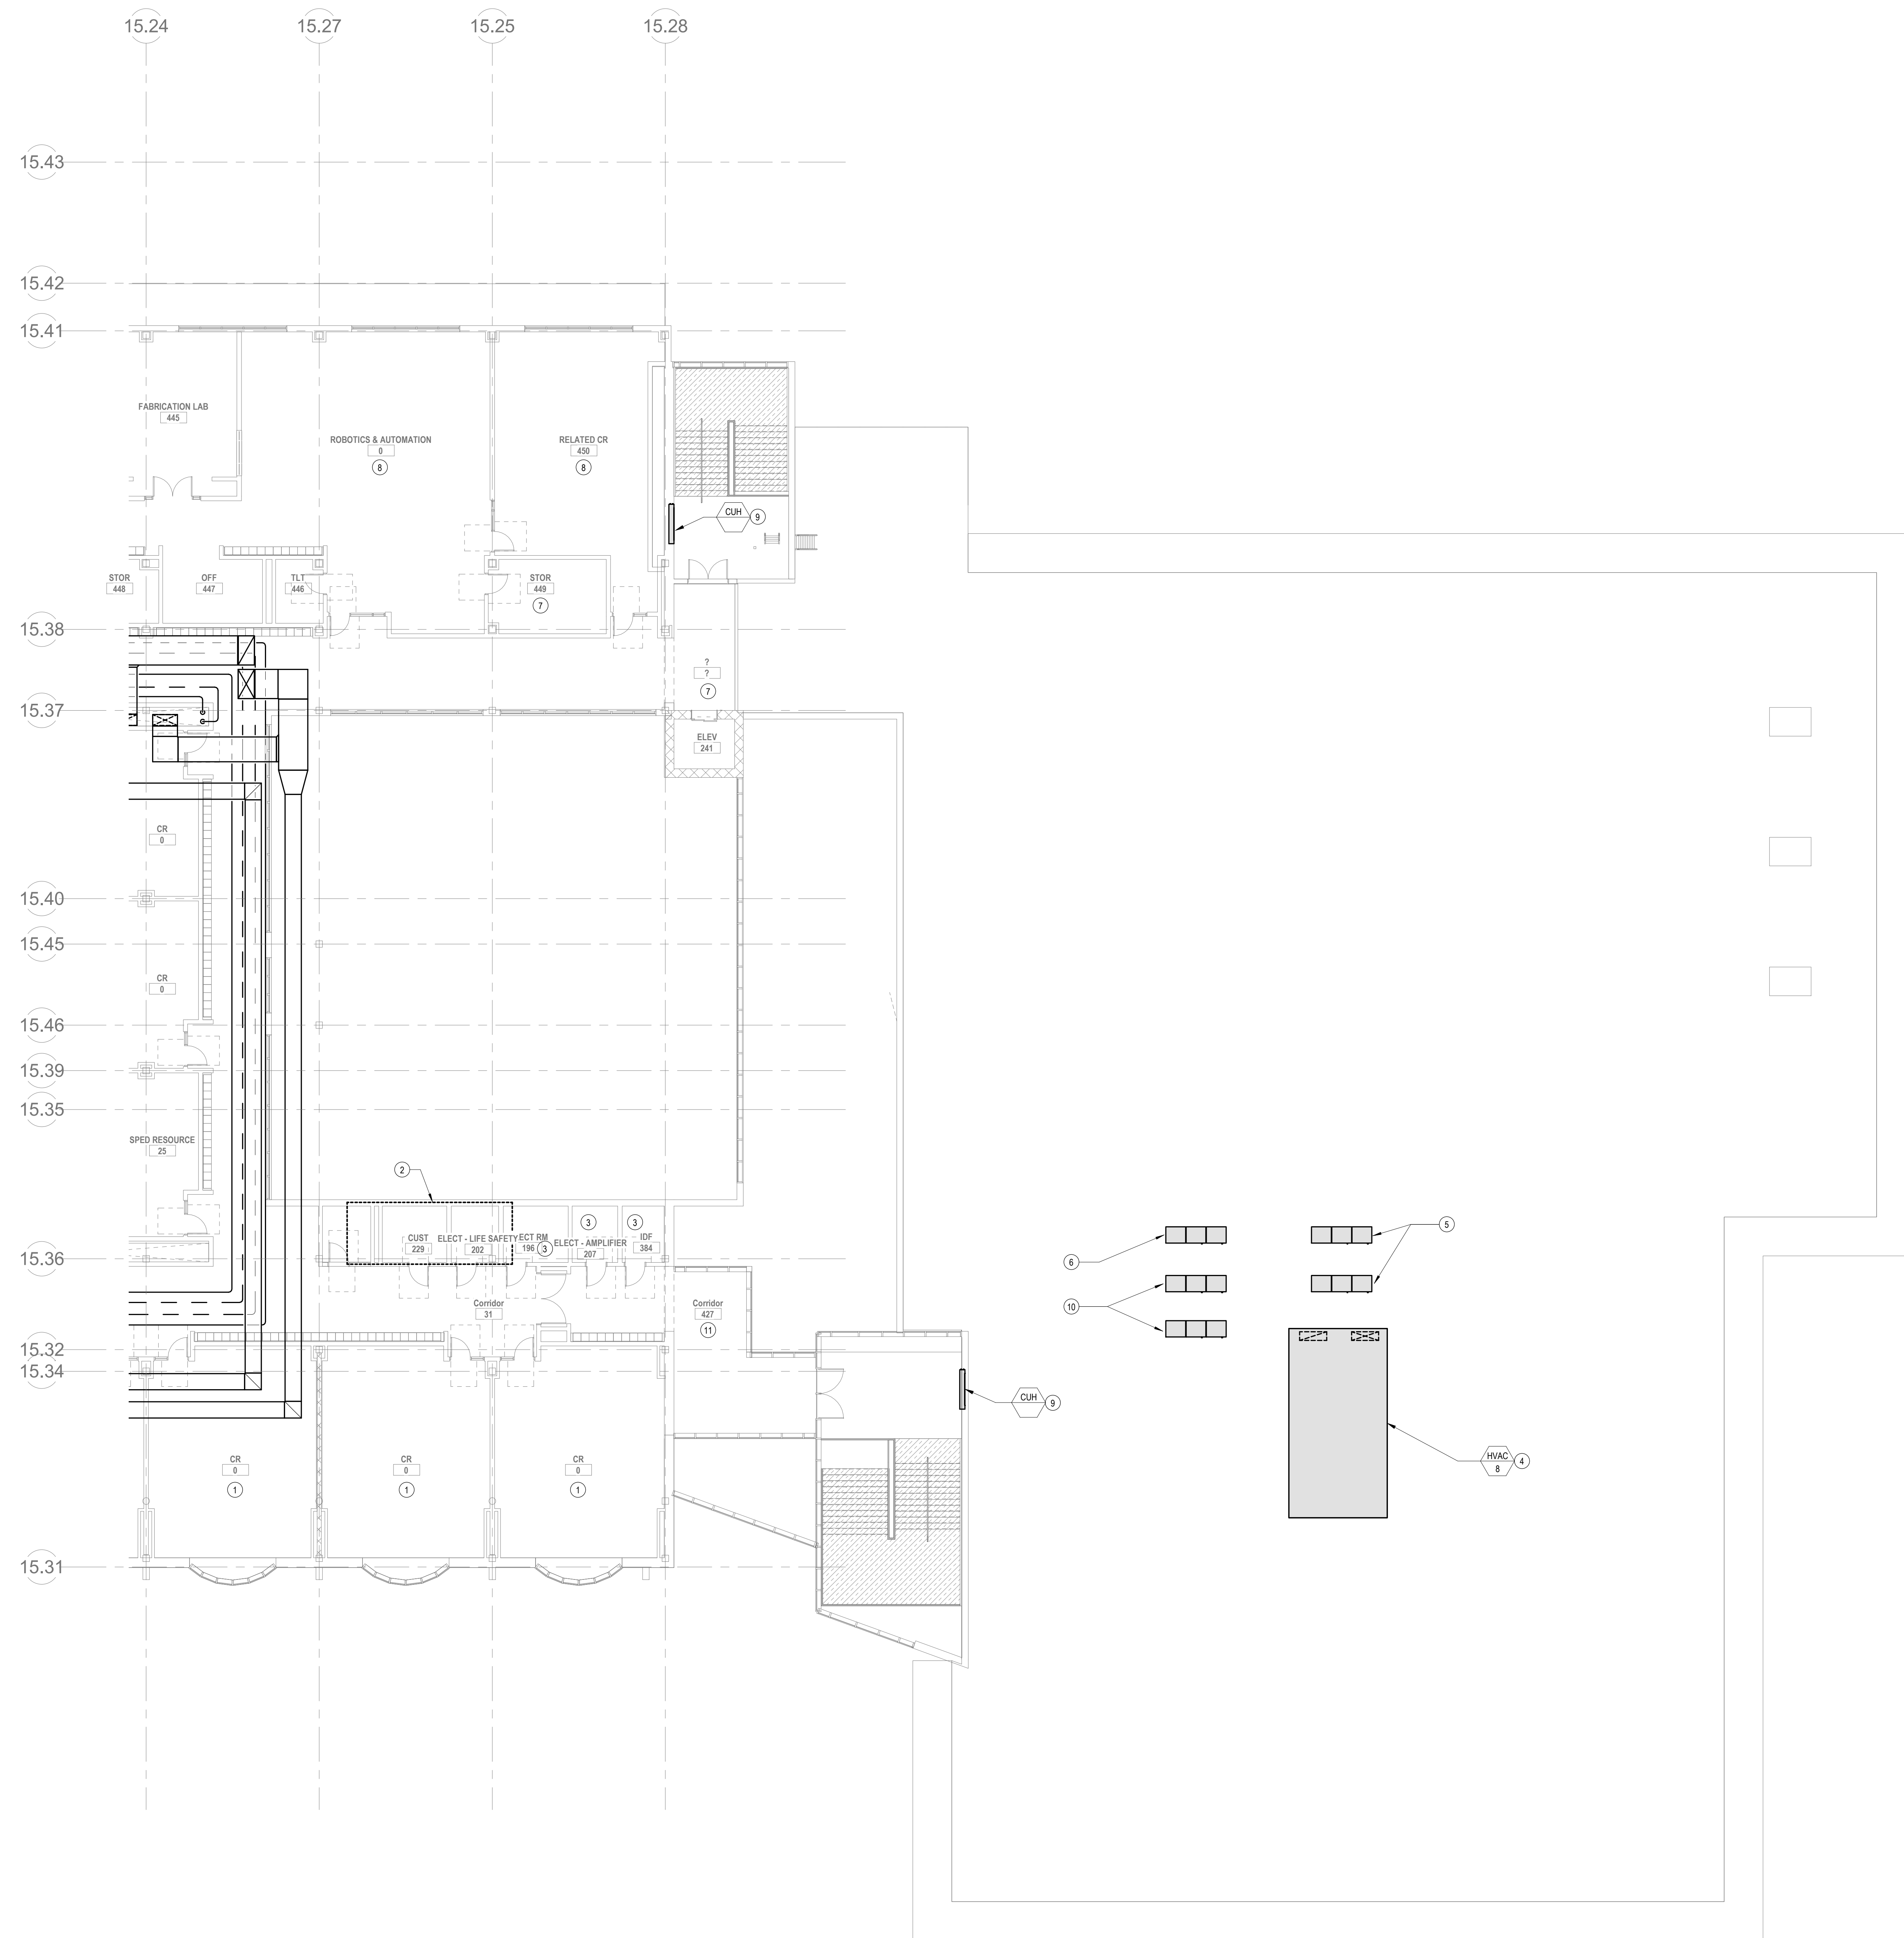 15.24
15.27
15.25
15.28
15.43
15.42
15.41
FABRICATION LAB
445
ROBOTICS & AUTOMATION
0
8
RELATED CR
450
8
CUH
9
STOR
448
OFF
447
TLT
446
STOR
449
7
15.38
?
?
7
15.37
ELEV
241
CR
0
15.40
15.45
CR
0
15.46
15.39
15.35
SPED RESOURCE
25
2
CUST
229
ELECT - LIFE SAFETY
202
ECT RM
196
3
3
ELECT - AMPLIFIER
207
3
IDF
384
15.36
6
5
10
Corridor
31
Corridor
427
11
15.32
15.34
CUH
9
HVAC
8
4
CR
0
1
CR
0
1
CR
0
1
15.31